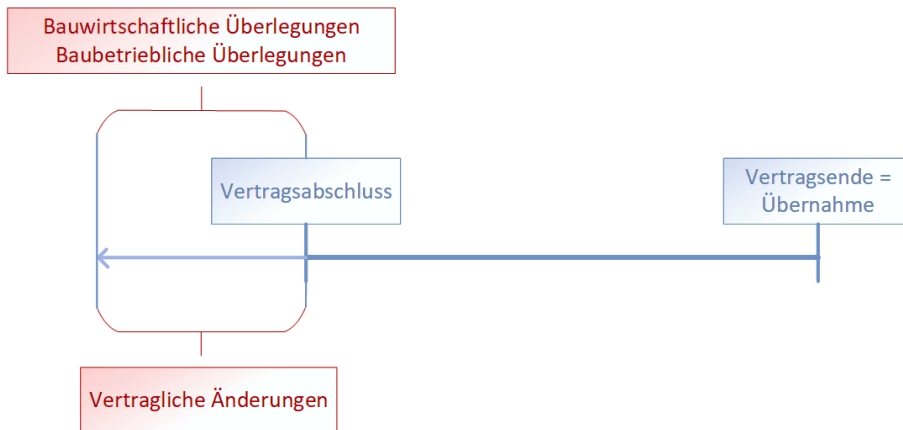 Bauwirtschaftliche Überlegungen
Baubetriebliche Überlegungen
Vertragsabschluss
Vertragsende =
Übernahme
Vertragliche Änderungen